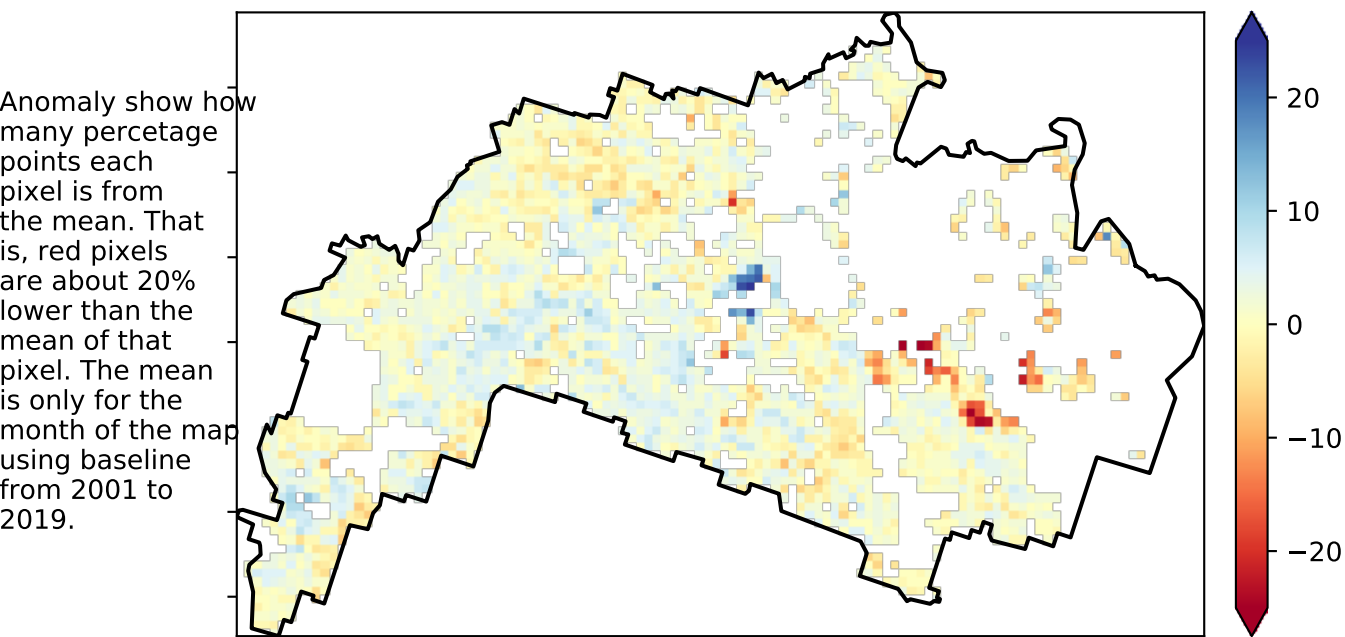 Anomaly show how
many percetage
points each
pixel is from
the mean. That
is, red pixels
are about 20%
lower than the
mean of that
pixel. The mean
is only for the
month of the map
using baseline
from 2001 to
2019.
20
10
0
−10
−20